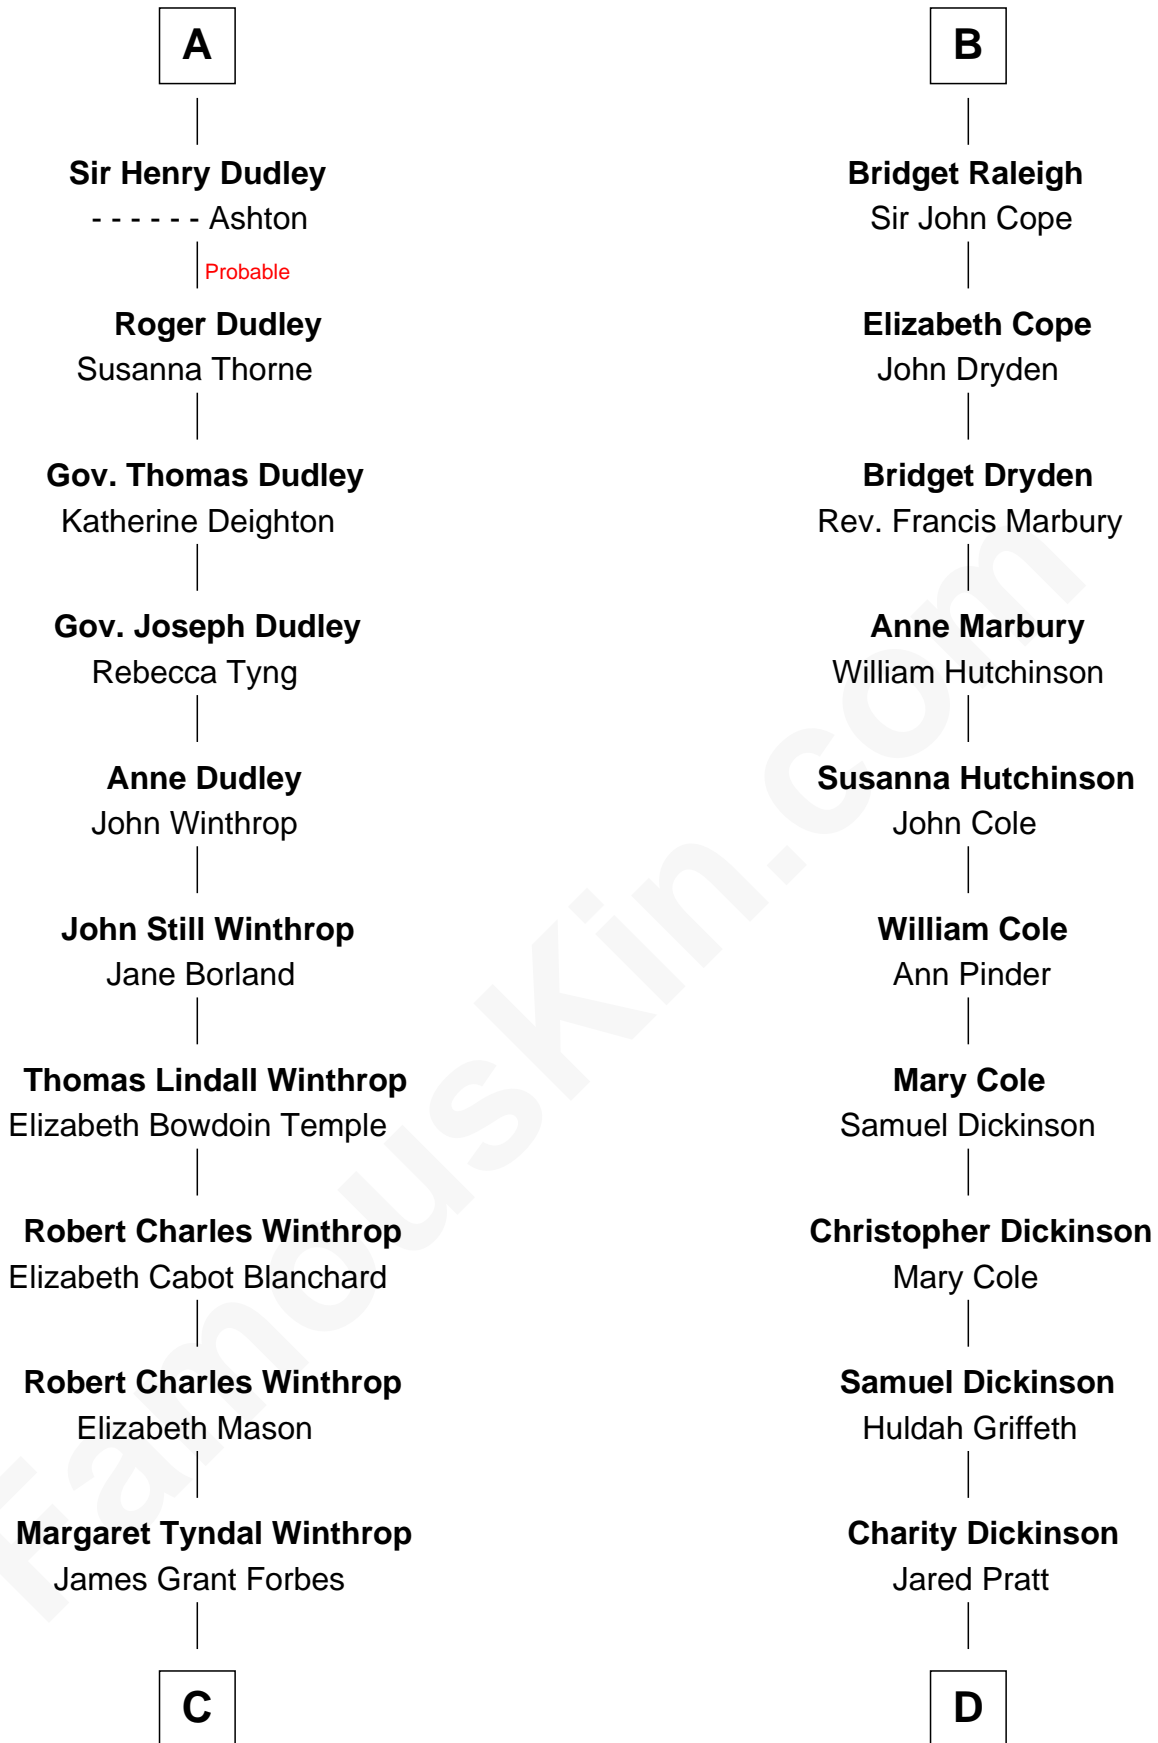 A
Sir Henry Dudley
- - - - - - Ashton
Probable
Roger Dudley
Susanna Thorne
Gov. Thomas Dudley
Katherine Deighton
Gov. Joseph Dudley
Rebecca Tyng
Anne Dudley
John Winthrop
John Still Winthrop
Jane Borland
Thomas Lindall Winthrop
Elizabeth Bowdoin Temple
Robert Charles Winthrop
Elizabeth Cabot Blanchard
Robert Charles Winthrop
Elizabeth Mason
Margaret Tyndal Winthrop
James Grant Forbes
C
B
Bridget Raleigh
Sir John Cope
Elizabeth Cope
John Dryden
Bridget Dryden
Rev. Francis Marbury
Anne Marbury
William Hutchinson
Susanna Hutchinson
John Cole
William Cole
Ann Pinder
Mary Cole
Samuel Dickinson
Christopher Dickinson
Mary Cole
Samuel Dickinson
Huldah Griffeth
Charity Dickinson
Jared Pratt
D
FamousKin.com